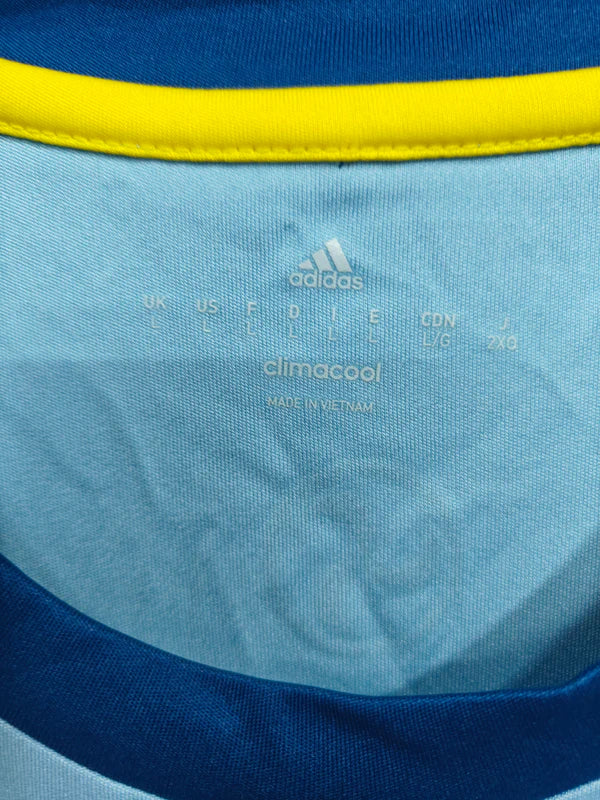 adidas
UK US F D I E CDN J
L L L L L L L/G 2XO
climacool
MADE IN VIETNAM